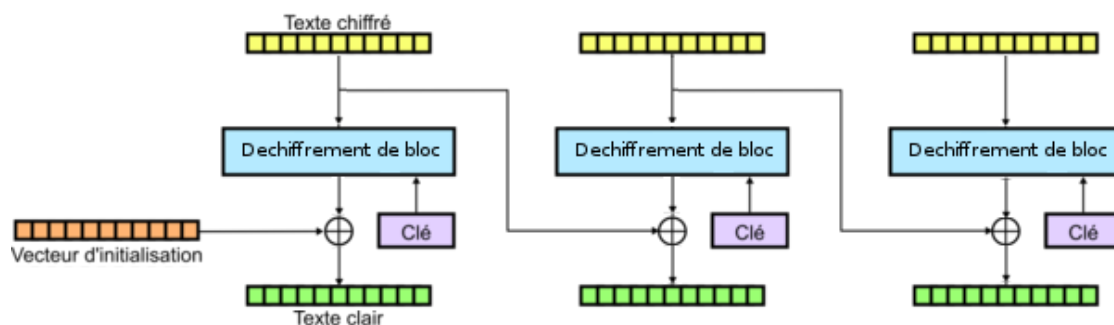 Texte chiffré
Dechiffrement de bloc
Dechiffrement de bloc
Dechiffrement de bloc
Clé
Clé
Clé
Vecteur d'initialisation
Texte clair